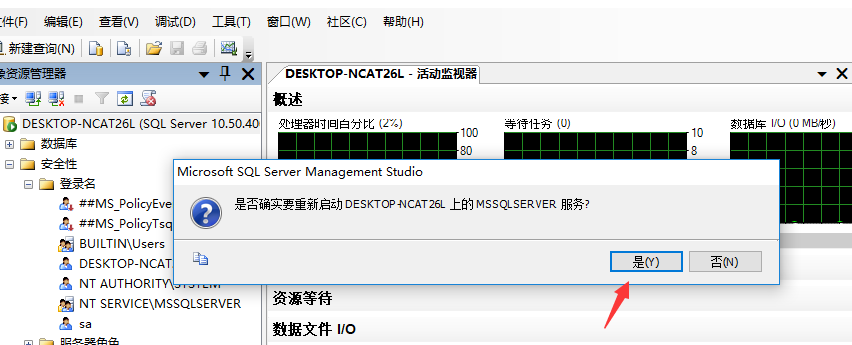 件(F) 编辑(E) 查看(V) 调试(D) 工具(T) 窗口(W) 社区(C) 帮助(H)
新建查询(N)
象资源管理器
接
DESKTOP-NCAT26L (SQL Server 10.50.40
数据库
安全性
登录名
##MS_PolicyEve
##MS_PolicyTsq
BUILTIN\Users
DESKTOP-NCAT
NT AUTHORITY\SYSTEM
NT SERVICE\MSSQLSERVER
sa
服务器角色
DESKTOP-NCAT26L - 活动监视器
概述
处理器时间百分比 (2%)
100
80
等待任务 (0)
10
8
数据库 I/O (0 MB/秒)
Microsoft SQL Server Management Studio
是否确实要重新启动 DESKTOP-NCAT26L 上的 MSSQLSERVER 服务?
是(Y)
否(N)
资源等待
数据文件 I/O